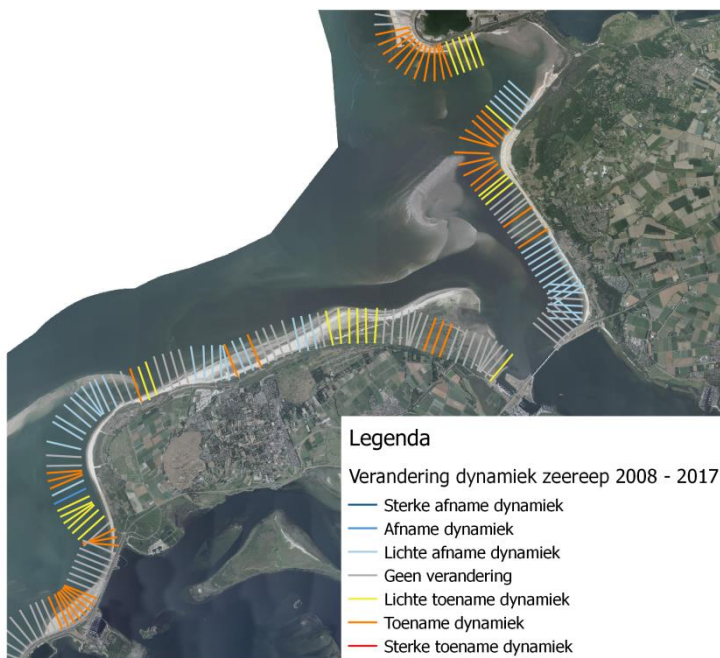 Legenda
Verandering dynamiek zeereep 2008 - 2017
Sterke afname dynamiek
Afname dynamiek
Lichte afname dynamiek
Geen verandering
Lichte toename dynamiek
Toename dynamiek
Sterke toename dynamiek